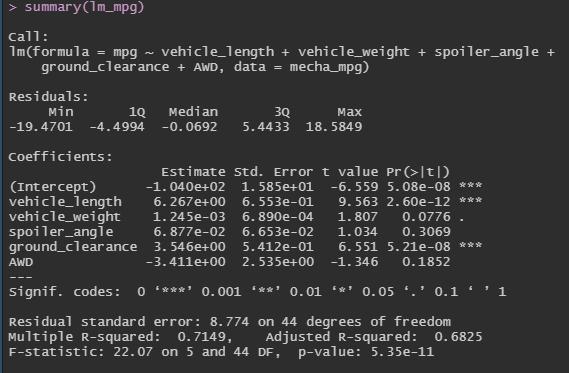 > summary(lm_mpg)
Call:
lm(formula = mpg ~ vehicle_length + vehicle_weight + spoiler_angle +
    ground_clearance + AWD, data = mecha_mpg)
Residuals:
     Min       1Q   Median       3Q      Max
-19.4701  -4.4994  -0.0692   5.4433  18.5849
Coefficients:
                   Estimate Std. Error t value Pr(>|t|)
(Intercept)      -1.040e+02  1.585e+01  -6.559 5.08e-08 ***
vehicle_length    6.267e+00  6.553e-01   9.563 2.60e-12 ***
vehicle_weight    1.245e-03  6.890e-04   1.807   0.0776 .
spoiler_angle     6.877e-02  6.653e-02   1.034   0.3069
ground_clearance  3.546e+00  5.412e-01   6.551 5.21e-08 ***
AWD              -3.411e+00  2.535e+00  -1.346   0.1852
---
Signif. codes:  0 ‘***’ 0.001 ‘**’ 0.01 ‘*’ 0.05 ‘.’ 0.1 ‘ ’ 1
Residual standard error: 8.774 on 44 degrees of freedom
Multiple R-squared:  0.7149,    Adjusted R-squared:  0.6825
F-statistic: 22.07 on 5 and 44 DF,  p-value: 5.35e-11